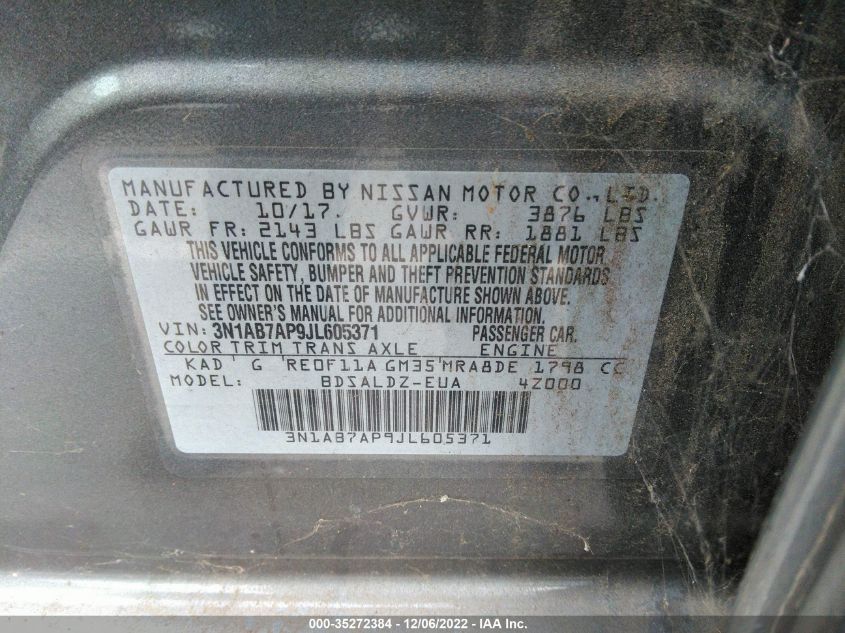 MANUFACTURED BY NISSAN MOTOR CO., LTD.
DATE: 10/17. GVWR: 3876 LBS
GAWR FR: 2143 LBS GAWR RR: 1881 LBS
THIS VEHICLE CONFORMS TO ALL APPLICABLE FEDERAL MOTOR
VEHICLE SAFETY, BUMPER AND THEFT PREVENTION STANDARDS
IN EFFECT ON THE DATE OF MANUFACTURE SHOWN ABOVE.
SEE OWNER'S MANUAL FOR ADDITIONAL INFORMATION.
VIN: 3N1AB7AP9JL605371 PASSENGER CAR.
COLOR TRIM TRANS AXLE ENGINE
KAD G RE0F11A GM35 MRA8DE 1798 CC
MODEL: BDSALDZ-EUA 4Z000
3N1AB7AP9JL605371
000-35272384 - 12/06/2022 - IAA Inc.